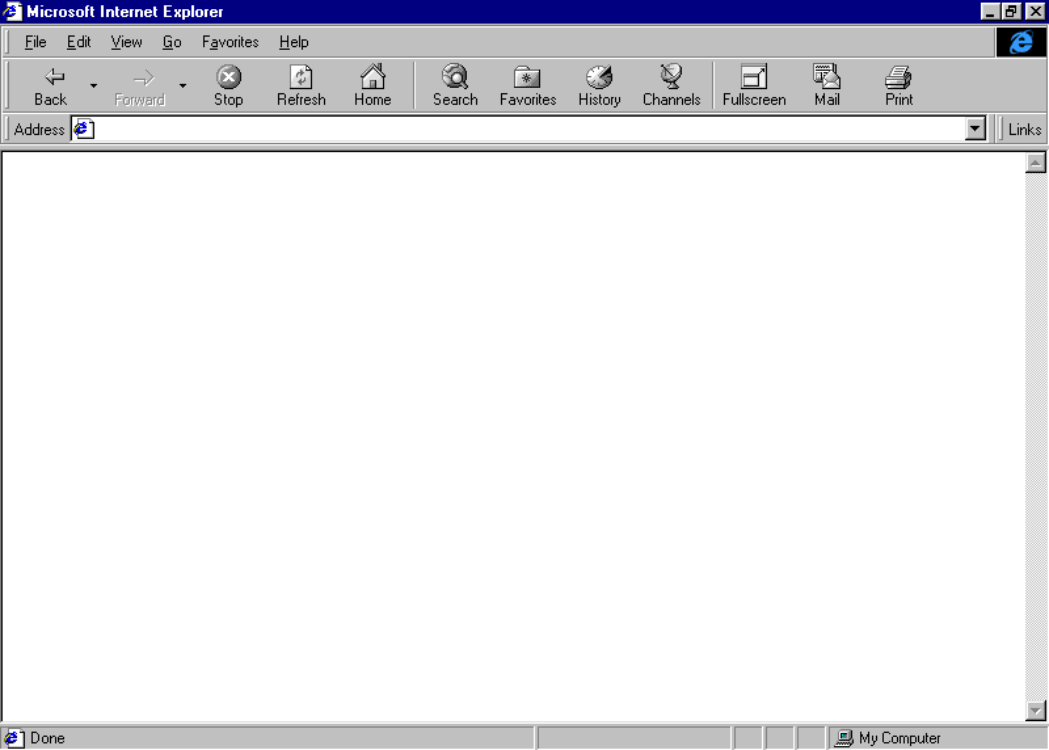 Microsoft Internet Explorer
File Edit View Go Favorites Help
Back Forward Stop Refresh Home Search Favorites History Channels Fullscreen Mail Print
Address Links
Done My Computer